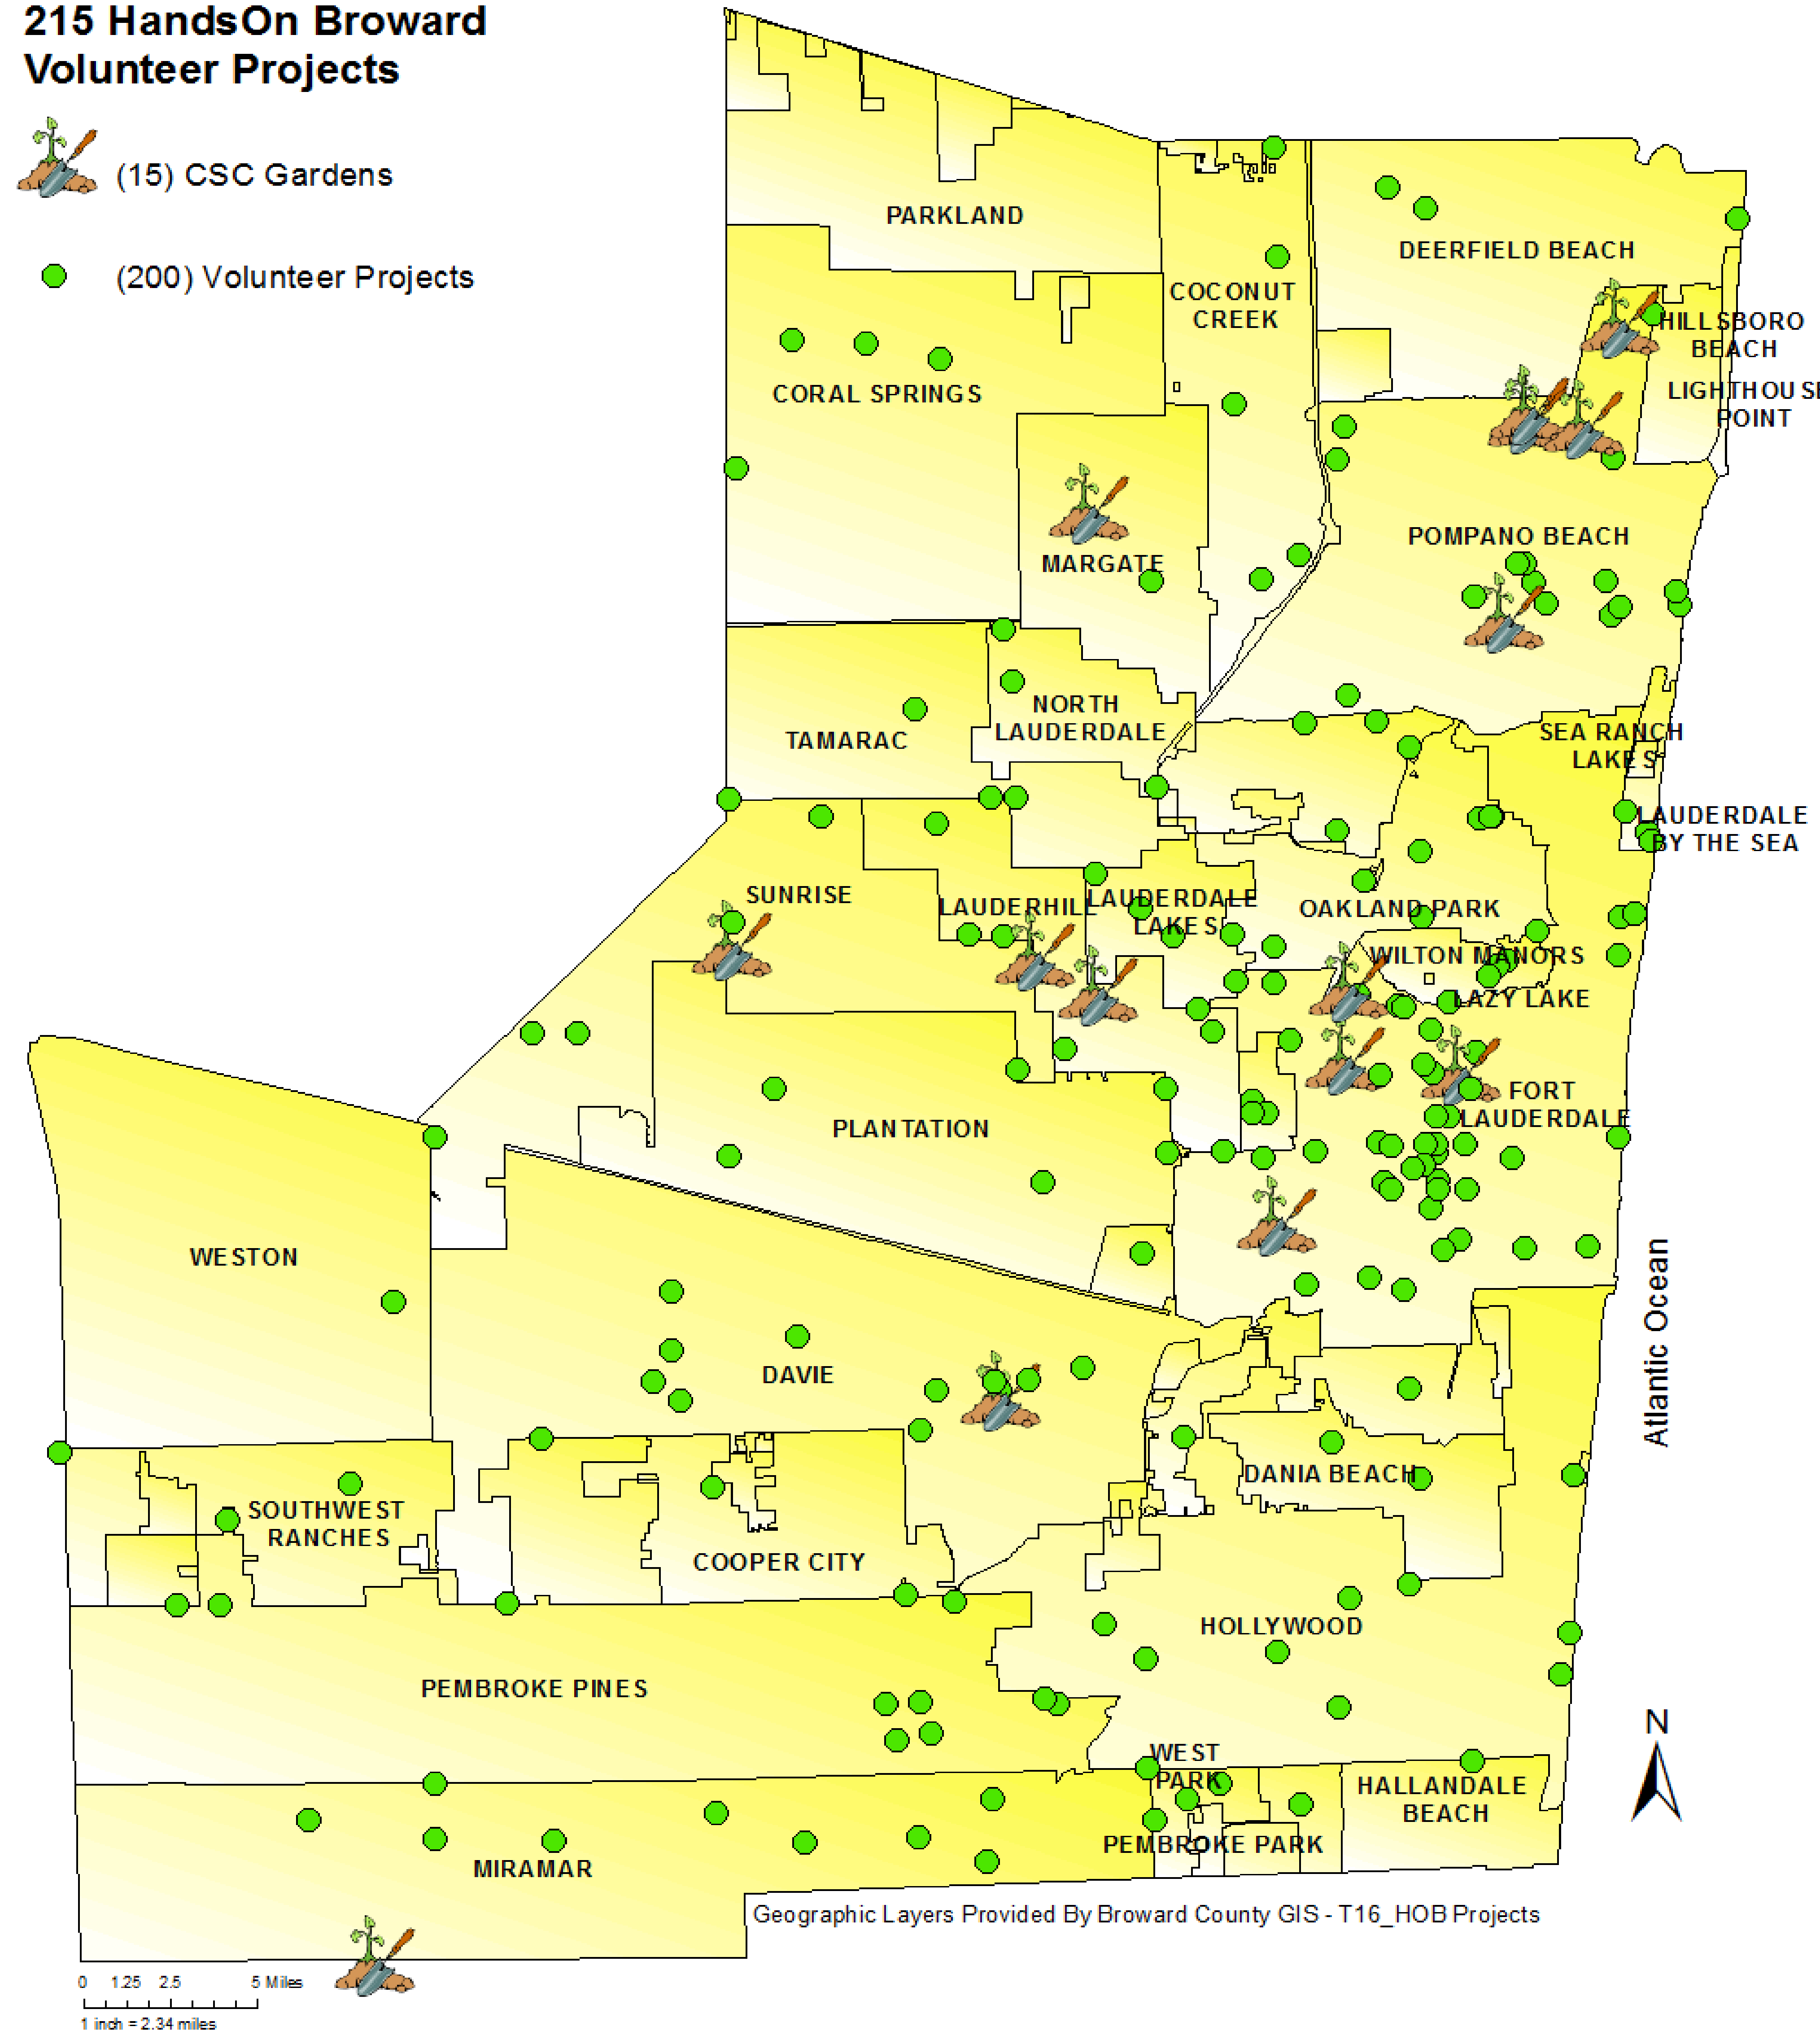 215 HandsOn Broward
Volunteer Projects
(15) CSC Gardens
(200) Volunteer Projects
PARKLAND
DEERFIELD BEACH
COCONUT
CREEK
HILLSBORO
BEACH
LIGHTHOUSE
POINT
CORAL SPRINGS
POMPANO BEACH
MARGATE
NORTH
LAUDERDALE
TAMARAC
SEA RANCH
LAKES
LAUDERDALE
BY THE SEA
SUNRISE
LAUDERHILL
LAUDERDALE
LAKES
OAKLAND PARK
WILTON MANORS
LAZY LAKE
FORT
LAUDERDALE
PLANTATION
WESTON
Atlantic Ocean
DAVIE
DANIA BEACH
SOUTHWEST
RANCHES
COOPER CITY
HOLLYWOOD
PEMBROKE PINES
N
WEST
PARK
HALLANDALE
BEACH
PEMBROKE PARK
MIRAMAR
Geographic Layers Provided By Broward County GIS - T16_HOB Projects
0 1.25 2.5 5 Miles
1 inch = 2.34 miles